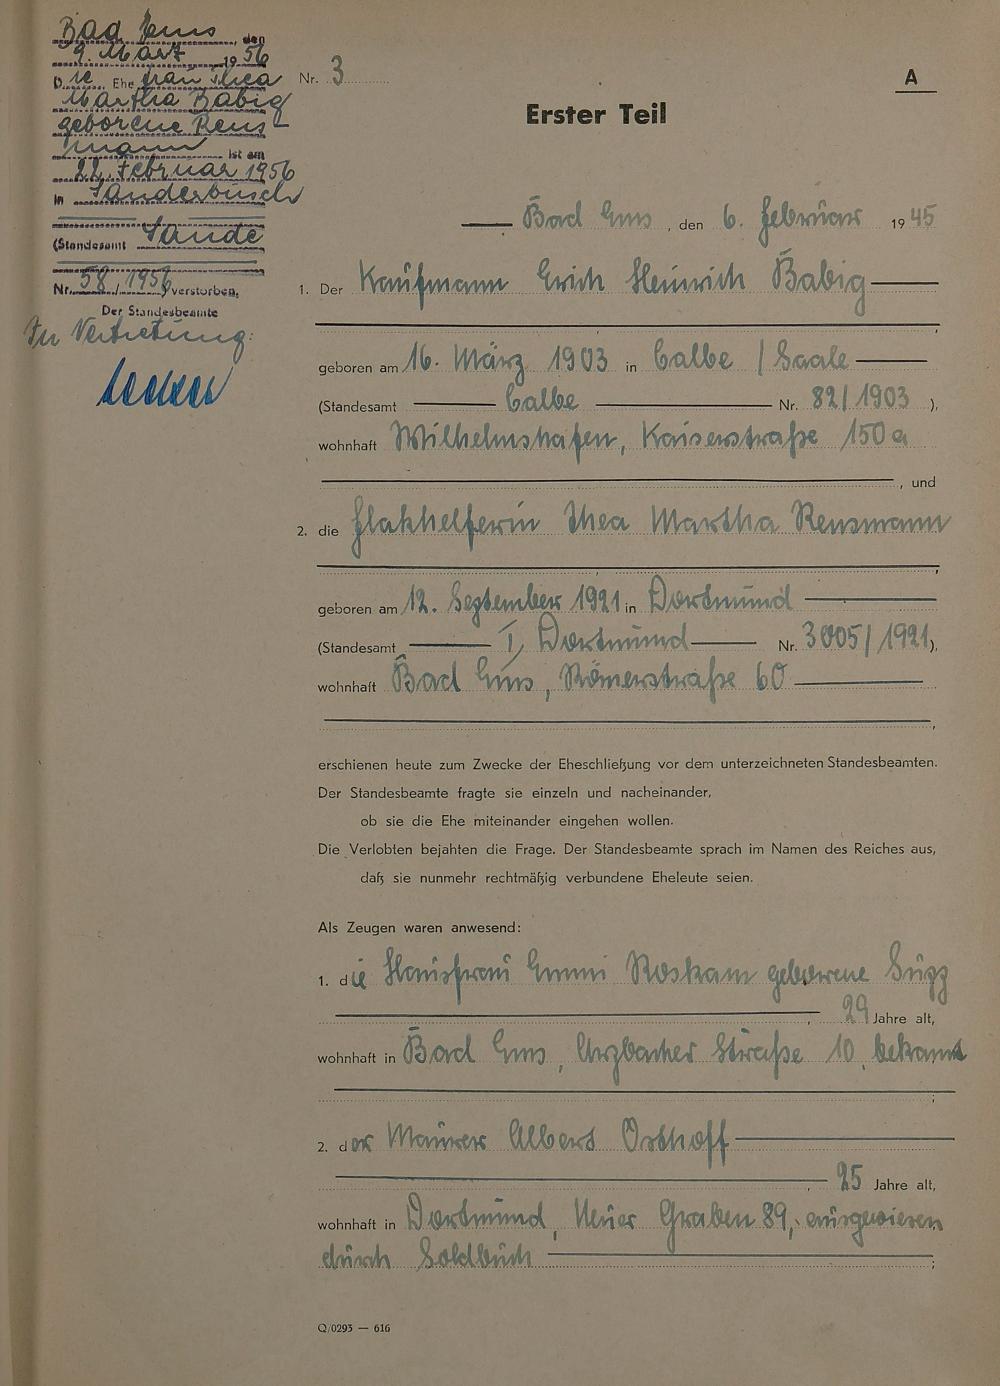 Bad Ems, den
9. März 1956
Die Ehefrau Thea
Martha Babig
geborene Rens-
mann ist am
22. Februar 1956
in Sanderbusch
(Standesamt Sande
Nr. 58/1956) verstorben.
Der Standesbeamte
In Vertretung:
Nr. 3
A
Erster Teil
Bad Ems, den 6. Februar 1945
1. Der Kaufmann Erich Heinrich Babig
geboren am 16. März 1903 in Calbe / Saale
(Standesamt Calbe Nr. 82/1903),
wohnhaft Wilhelmshafen, Kaiserstraße 150a
, und
2. die Flakhelferin Thea Martha Rensmann
,
geboren am 12. September 1921 in Dortmund
(Standesamt I, Dortmund Nr. 3005/1921),
wohnhaft Bad Ems, Römerstraße 60
,
erschienen heute zum Zwecke der Eheschließung vor dem unterzeichneten Standesbeamten.
Der Standesbeamte fragte sie einzeln und nacheinander,
ob sie die Ehe miteinander eingehen wollen.
Die Verlobten bejahten die Frage. Der Standesbeamte sprach im Namen des Reiches aus,
daß sie nunmehr rechtmäßig verbundene Eheleute seien.
Als Zeugen waren anwesend:
1. die Hausfrau Emmi Roskam geborene
, 29 Jahre alt,
wohnhaft in Bad Ems, Arzbacher Straße 10, bekannt
;
2. der Maurer Albert Osthoff
, 25 Jahre alt,
wohnhaft in Dortmund, Neuer Graben 89, ausgewiesen
durch Soldbuch ;
Q/0293 — 616